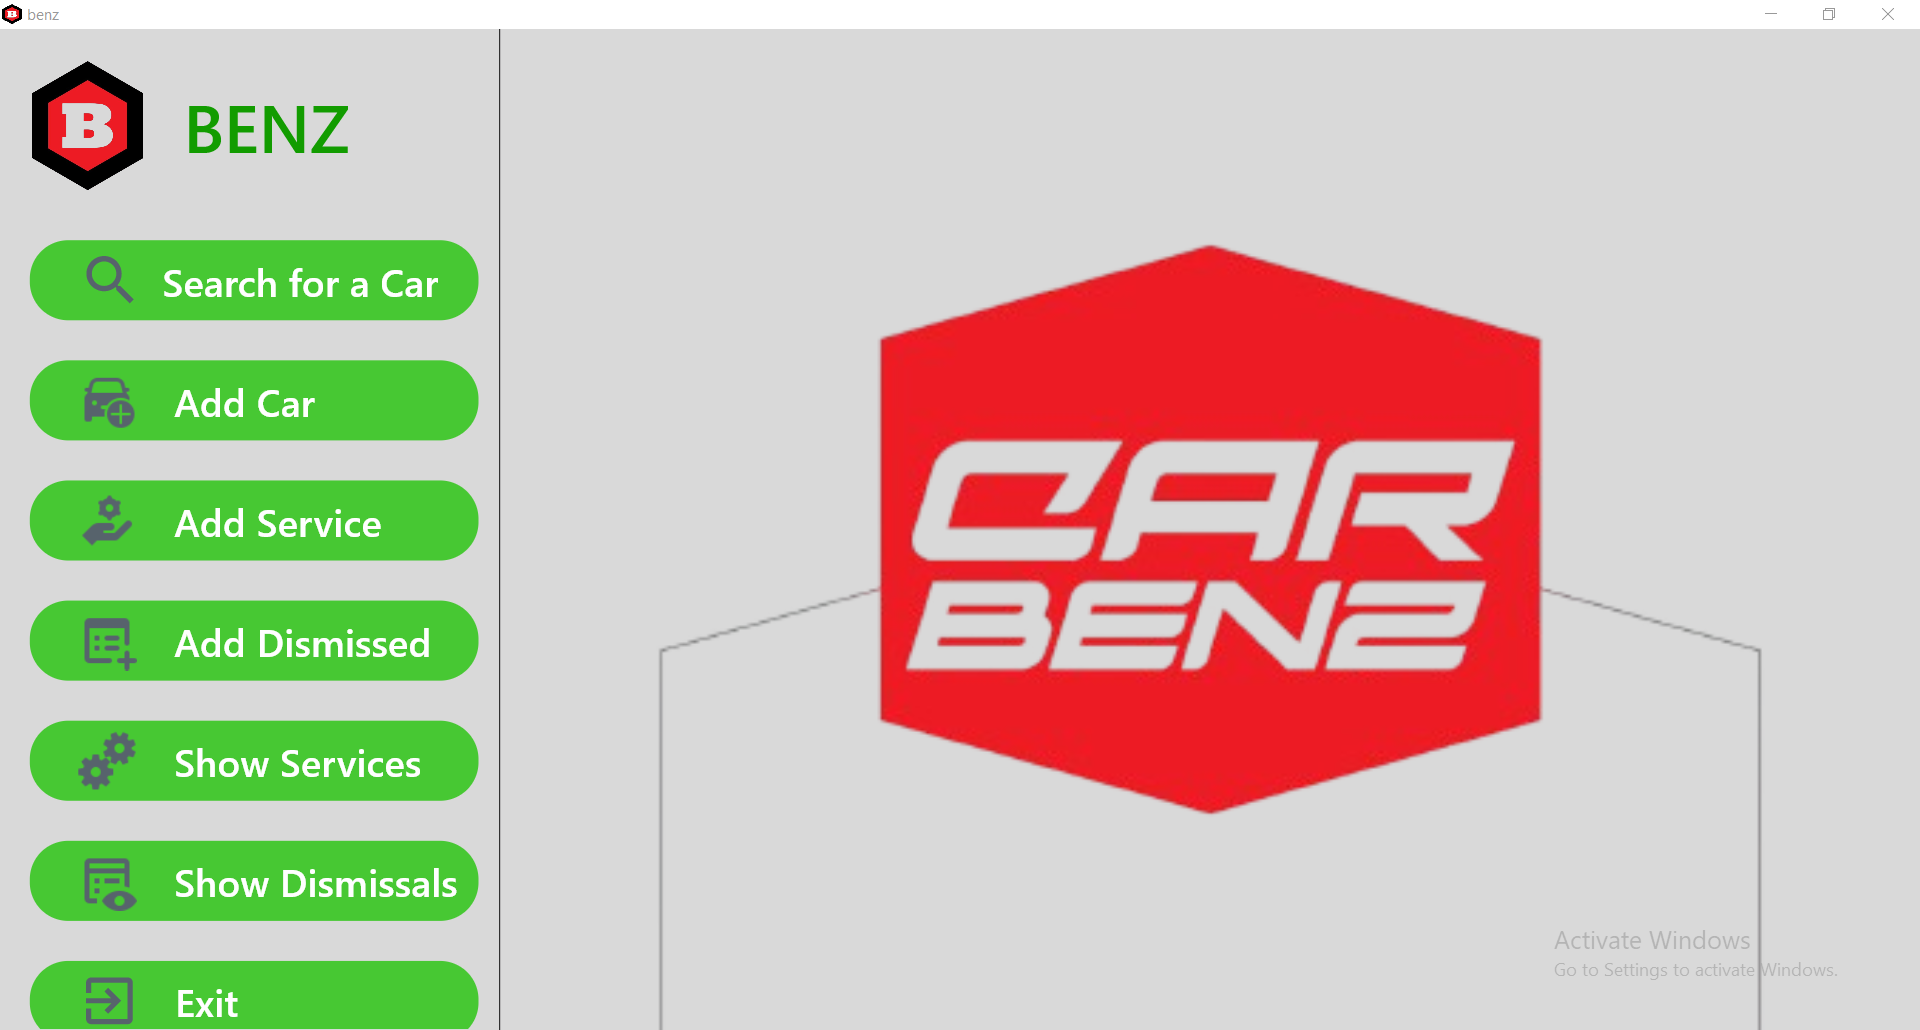 benz
B
BENZ
Search for a Car
Add Car
Add Service
Add Dismissed
Show Services
Show Dismissals
Exit
CAR
BENZ
Activate Windows
Go to Settings to activate Windows.